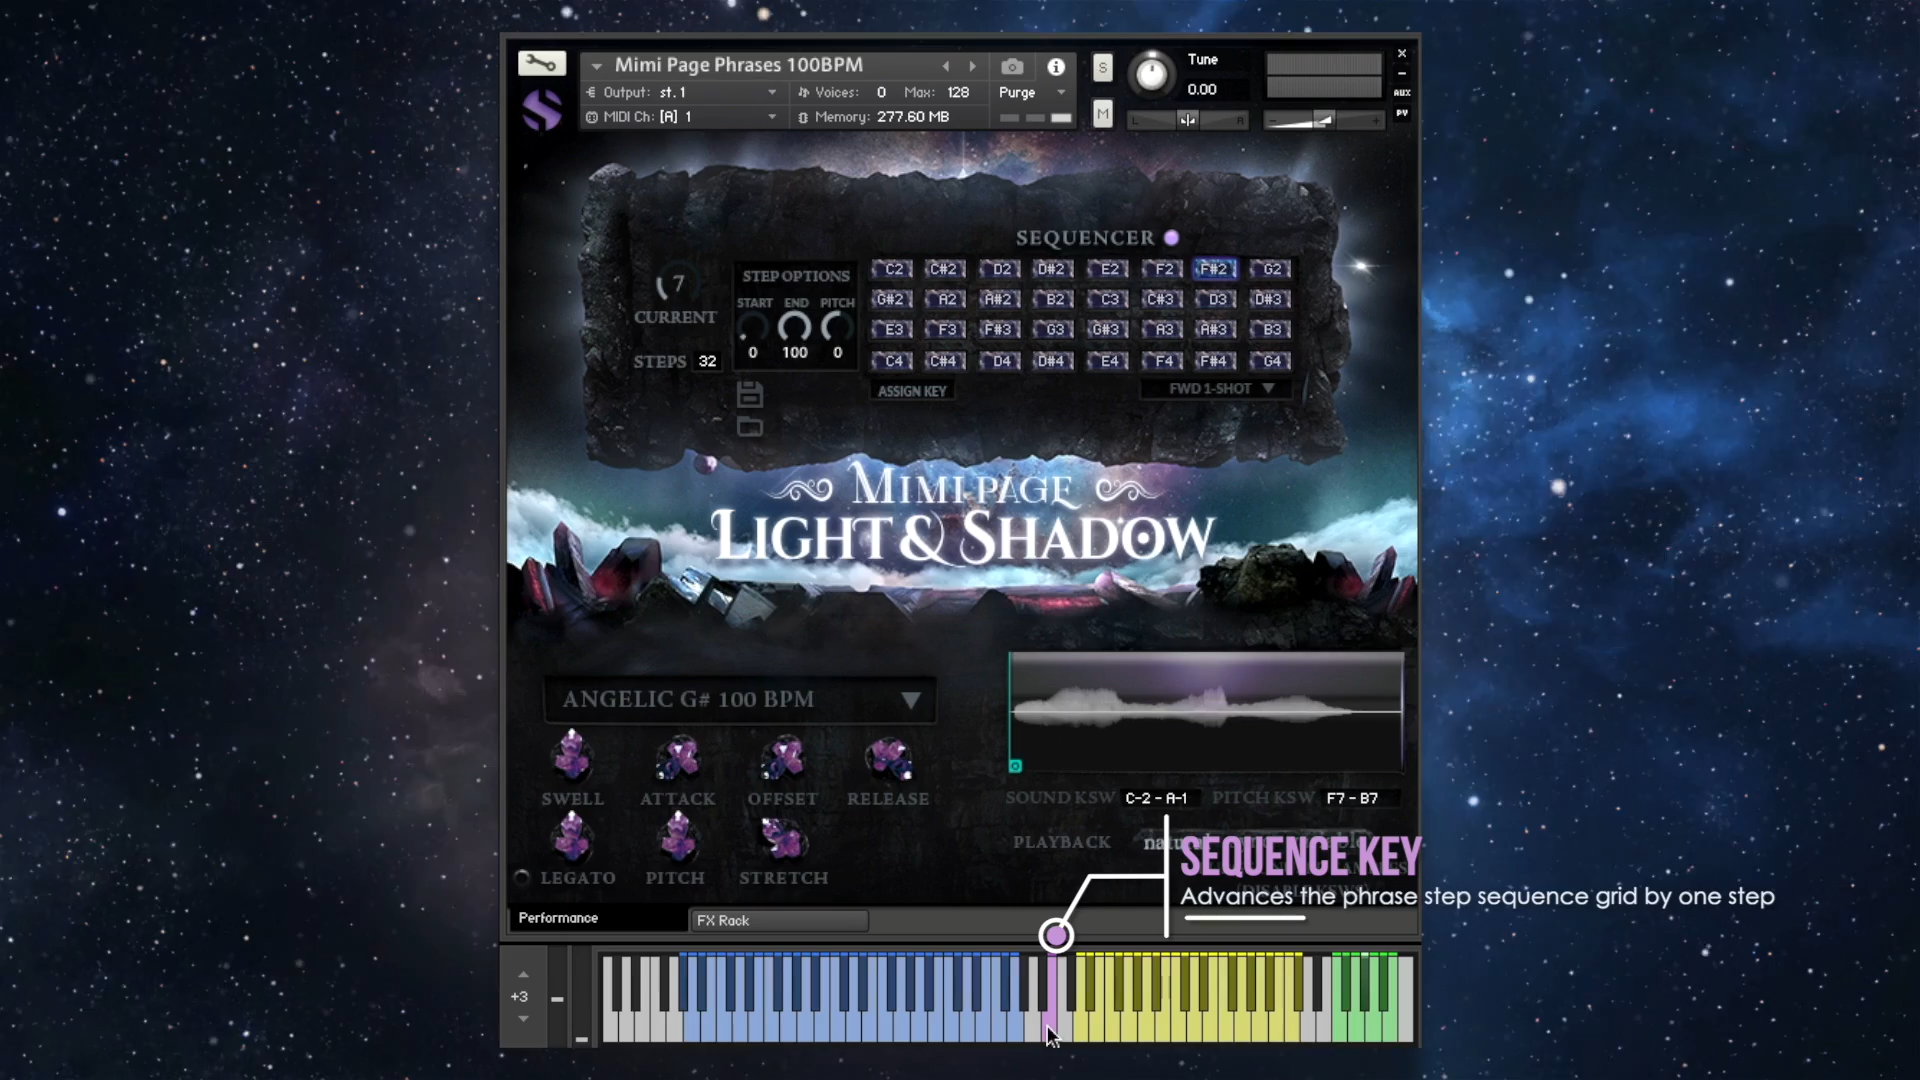 Mimi Page Phrases 100BPM
Output: st. 1
Voices: 0 Max: 128
Purge
MIDI Ch: [A] 1
Memory: 277.60 MB
S
M
Tune
0.00
L R
- +
x
-
AUX
PV
SEQUENCER
7
CURRENT
STEPS 32
STEP OPTIONS
START END PITCH
0 100 0
C2 C#2 D2 D#2 E2 F2 F#2 G2
G#2 A2 A#2 B2 C3 C#3 D3 D#3
E3 F3 F#3 G3 G#3 A3 A#3 B3
C4 C#4 D4 D#4 E4 F4 F#4 G4
ASSIGN KEY
FWD 1-SHOT
MIMI PAGE
LIGHT & SHADOW
ANGELIC G# 100 BPM
SWELL ATTACK OFFSET RELEASE
LEGATO PITCH STRETCH
SOUND KSW C-2 - A-1 PITCH KSW F7 - B7
PLAYBACK
SEQUENCE KEY
Advances the phrase step sequence grid by one step
Performance
FX Rack
+3